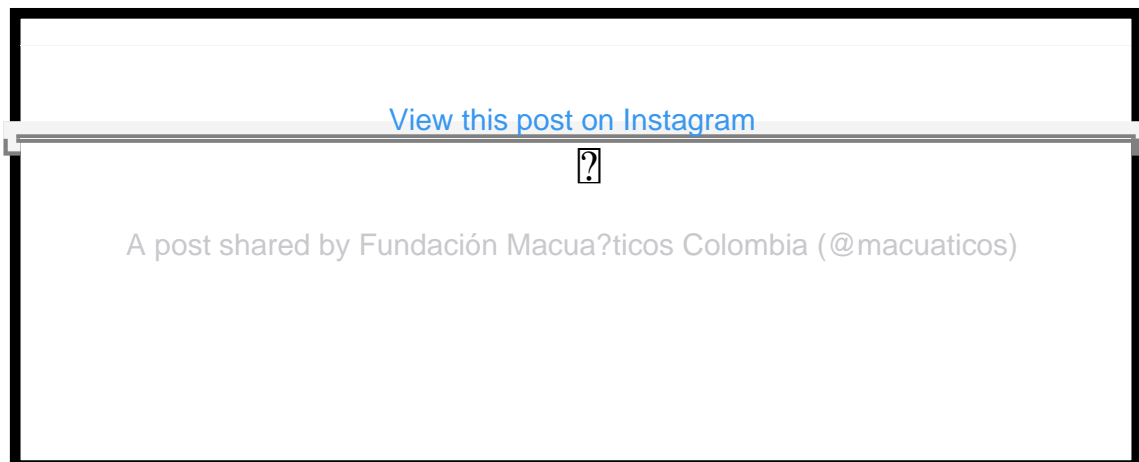 View this post on Instagram
?
A post shared by Fundación Macua?ticos Colombia (@macuaticos)